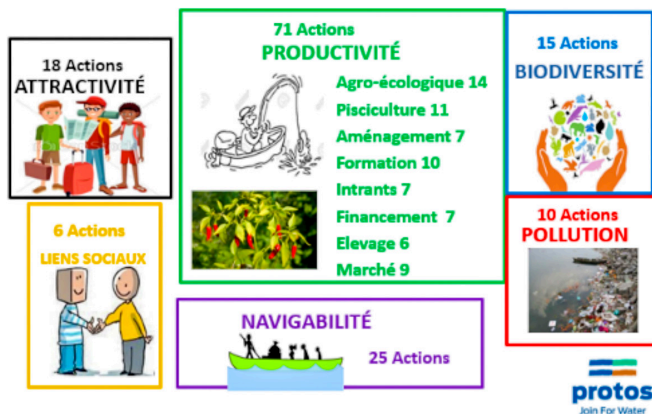 71 Actions
PRODUCTIVITÉ
Agro-écologique 14
Pisciculture 11
Aménagement 7
Formation 10
Intrants 7
Financement 7
Elevage 6
Marché 9
18 Actions
ATTRACTIVITÉ
15 Actions
BIODIVERSITÉ
6 Actions
LIENS SOCIAUX
10 Actions
POLLUTION
NAVIGABILITÉ
25 Actions
protos
Join For Water